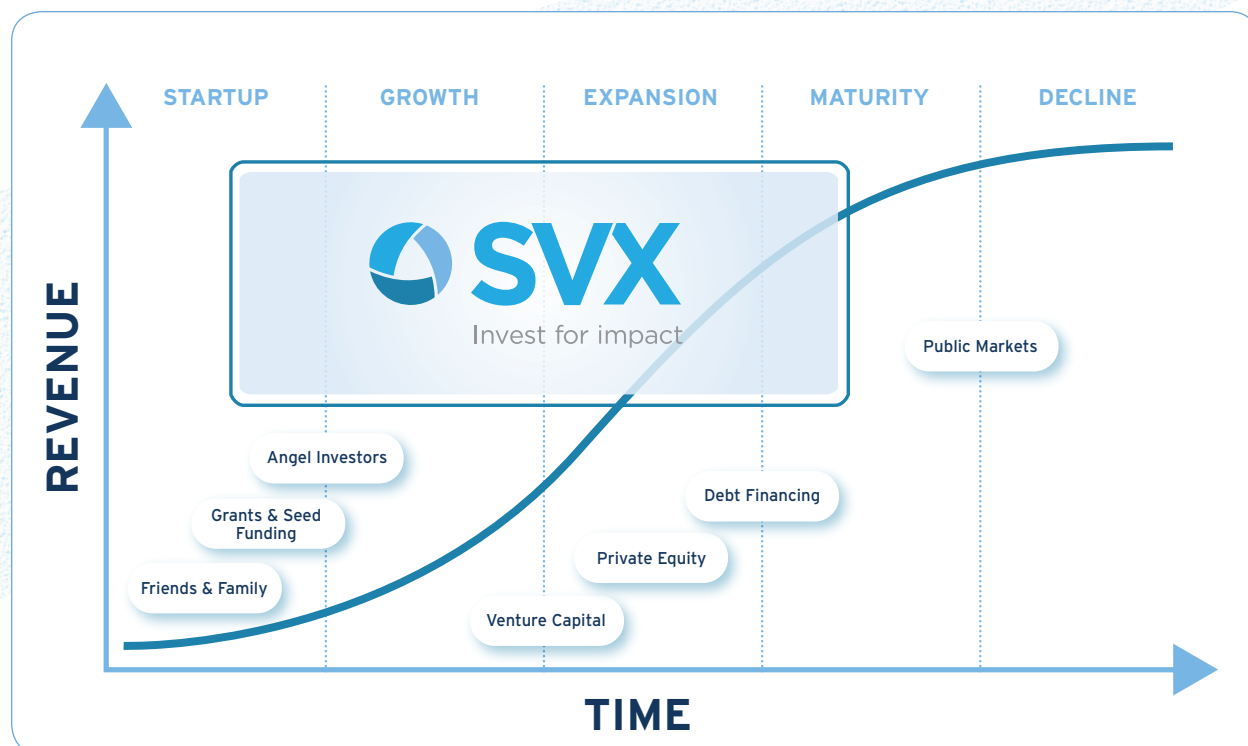 STARTUP
GROWTH
EXPANSION
MATURITY
DECLINE
REVENUE
SVX
Invest for impact
Public Markets
Angel Investors
Debt Financing
Grants & Seed
Funding
Private Equity
Friends & Family
Venture Capital
TIME